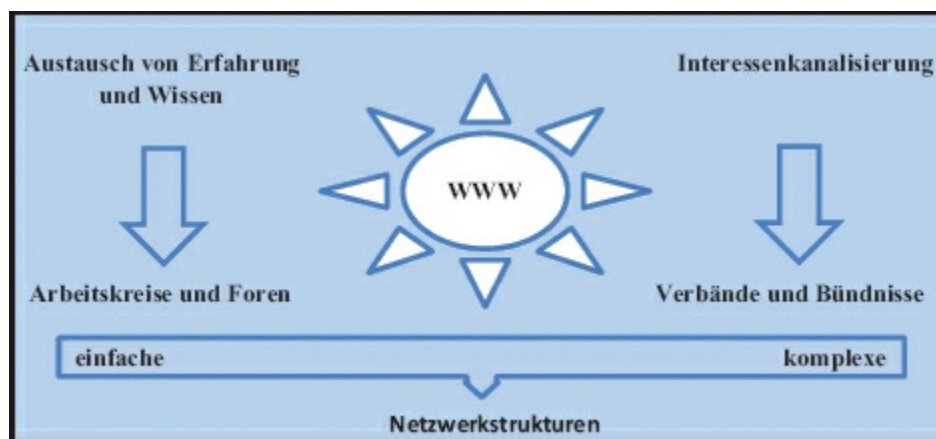 Austausch von Erfahrung
und Wissen
Interessenkanalisierung
WWW
Arbeitskreise und Foren
Verbände und Bündnisse
einfache
komplexe
Netzwerkstrukturen